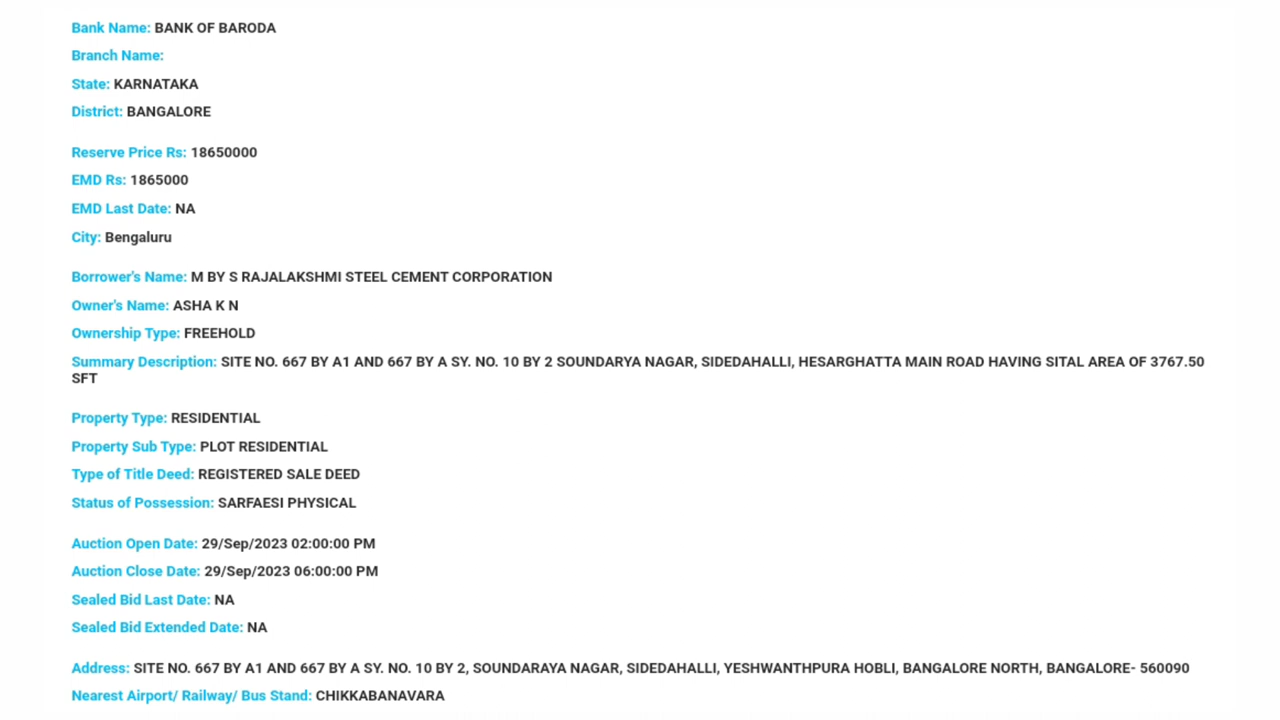 Bank Name: BANK OF BARODA
Branch Name:
State: KARNATAKA
District: BANGALORE
Reserve Price Rs: 18650000
EMD Rs: 1865000
EMD Last Date: NA
City: Bengaluru
Borrower's Name: M BY S RAJALAKSHMI STEEL CEMENT CORPORATION
Owner's Name: ASHA K N
Ownership Type: FREEHOLD
Summary Description: SITE NO. 667 BY A1 AND 667 BY A SY. NO. 10 BY 2 SOUNDARYA NAGAR, SIDEDAHALLI, HESARGHATTA MAIN ROAD HAVING SITAL AREA OF 3767.50
SFT
Property Type: RESIDENTIAL
Property Sub Type: PLOT RESIDENTIAL
Type of Title Deed: REGISTERED SALE DEED
Status of Possession: SARFAESI PHYSICAL
Auction Open Date: 29/Sep/2023 02:00:00 PM
Auction Close Date: 29/Sep/2023 06:00:00 PM
Sealed Bid Last Date: NA
Sealed Bid Extended Date: NA
Address: SITE NO. 667 BY A1 AND 667 BY A SY. NO. 10 BY 2, SOUNDARAYA NAGAR, SIDEDAHALLI, YESHWANTHPURA HOBLI, BANGALORE NORTH, BANGALORE- 560090
Nearest Airport/ Railway/ Bus Stand: CHIKKABANAVARA